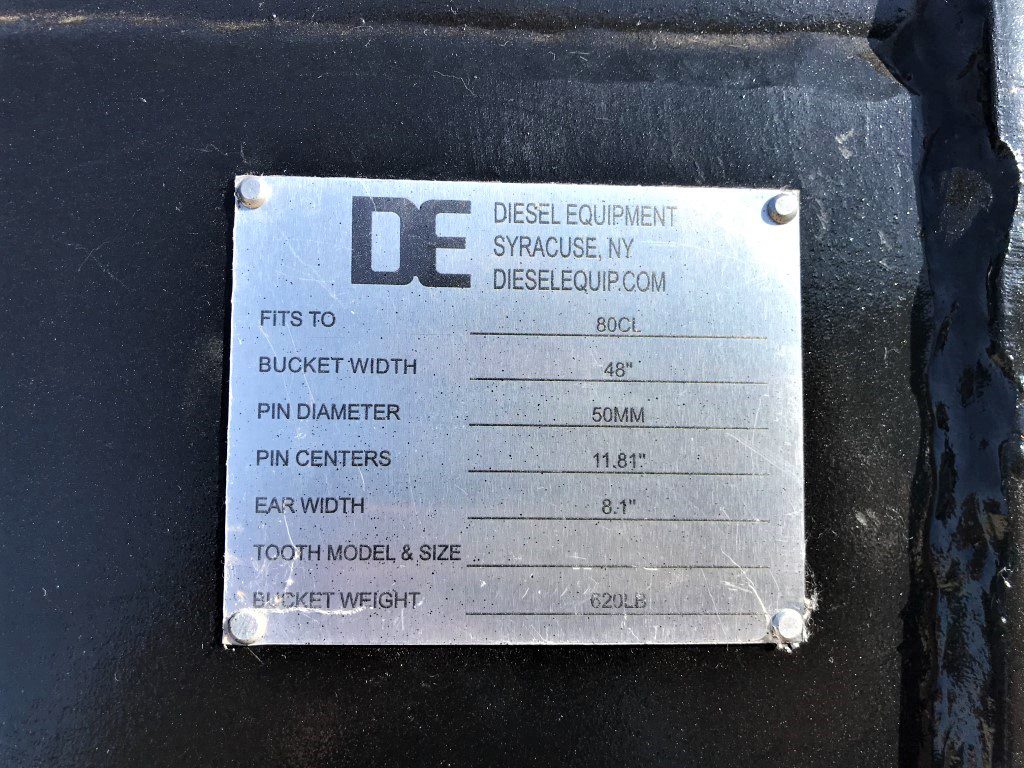 DE
DIESEL EQUIPMENT
SYRACUSE, NY
DIESELEQUIP.COM
FITS TO 80CL
BUCKET WIDTH 48"
PIN DIAMETER 50MM
PIN CENTERS 11.81"
EAR WIDTH 8.1"
TOOTH MODEL & SIZE
BUCKET WEIGHT 620LB